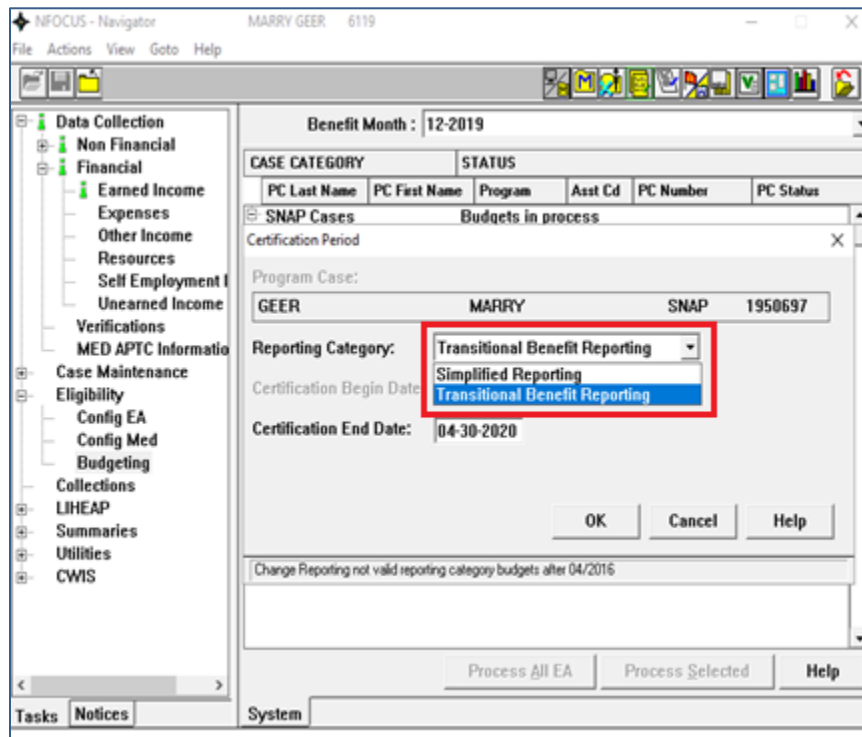 NFOCUS - Navigator MARRY GEER 6119
File Actions View Goto Help
Data Collection
Non Financial
Financial
Earned Income
Expenses
Other Income
Resources
Self Employment I
Unearned Income
Verifications
MED APTC Informatio
Case Maintenance
Eligibility
Config EA
Config Med
Budgeting
Collections
LIHEAP
Summaries
Utilities
CWIS
Tasks Notices
Benefit Month : 12-2019
CASE CATEGORY STATUS
PC Last Name PC First Name Program Asst Cd PC Number PC Status
SNAP Cases Budgets in process
Certification Period
Program Case:
GEER MARRY SNAP 1950697
Reporting Category: Transitional Benefit Reporting
Simplified Reporting
Transitional Benefit Reporting
Certification Begin Date
Certification End Date: 04-30-2020
OK Cancel Help
Change Reporting not valid reporting category budgets after 04/2016
Process All EA Process Selected Help
System